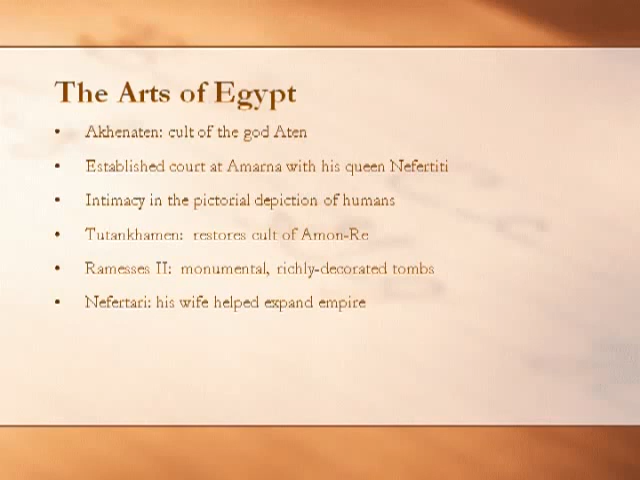 The Arts of Egypt
• Akhenaten: cult of the god Aten
• Established court at Amarna with his queen Nefertiti
• Intimacy in the pictorial depiction of humans
• Tutankhamen: restores cult of Amon-Re
• Ramesses II: monumental, richly-decorated tombs
• Nefertari: his wife helped expand empire